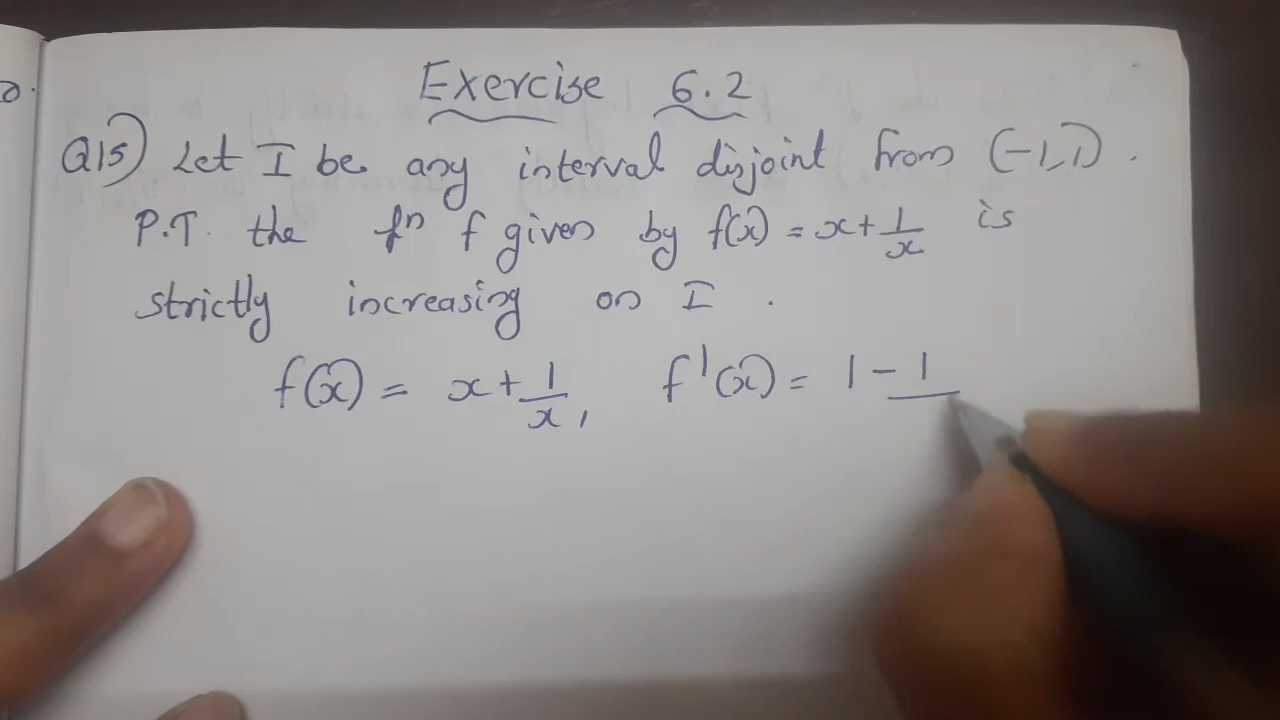 Exercise 6.2
Q15) Let I be any interval disjoint from (-1,1).
P.T. the fⁿ f given by f(x) = x + 1/x is
strictly increasing on I.
f(x) = x + 1/x, f'(x) = 1 - 1